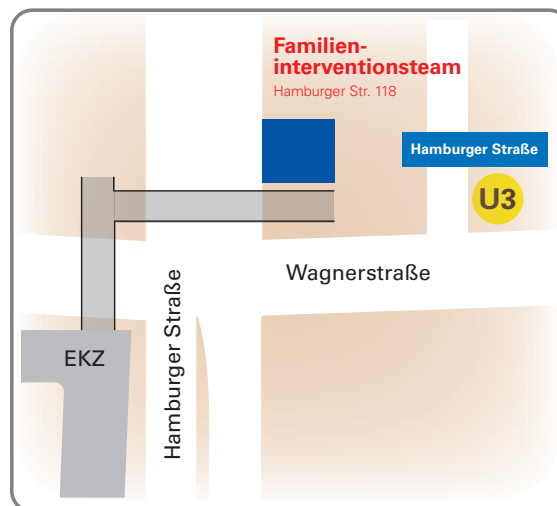 Familien-
interventionsteam
Hamburger Str. 118
Hamburger Straße
U3
Wagnerstraße
Hamburger Straße
EKZ